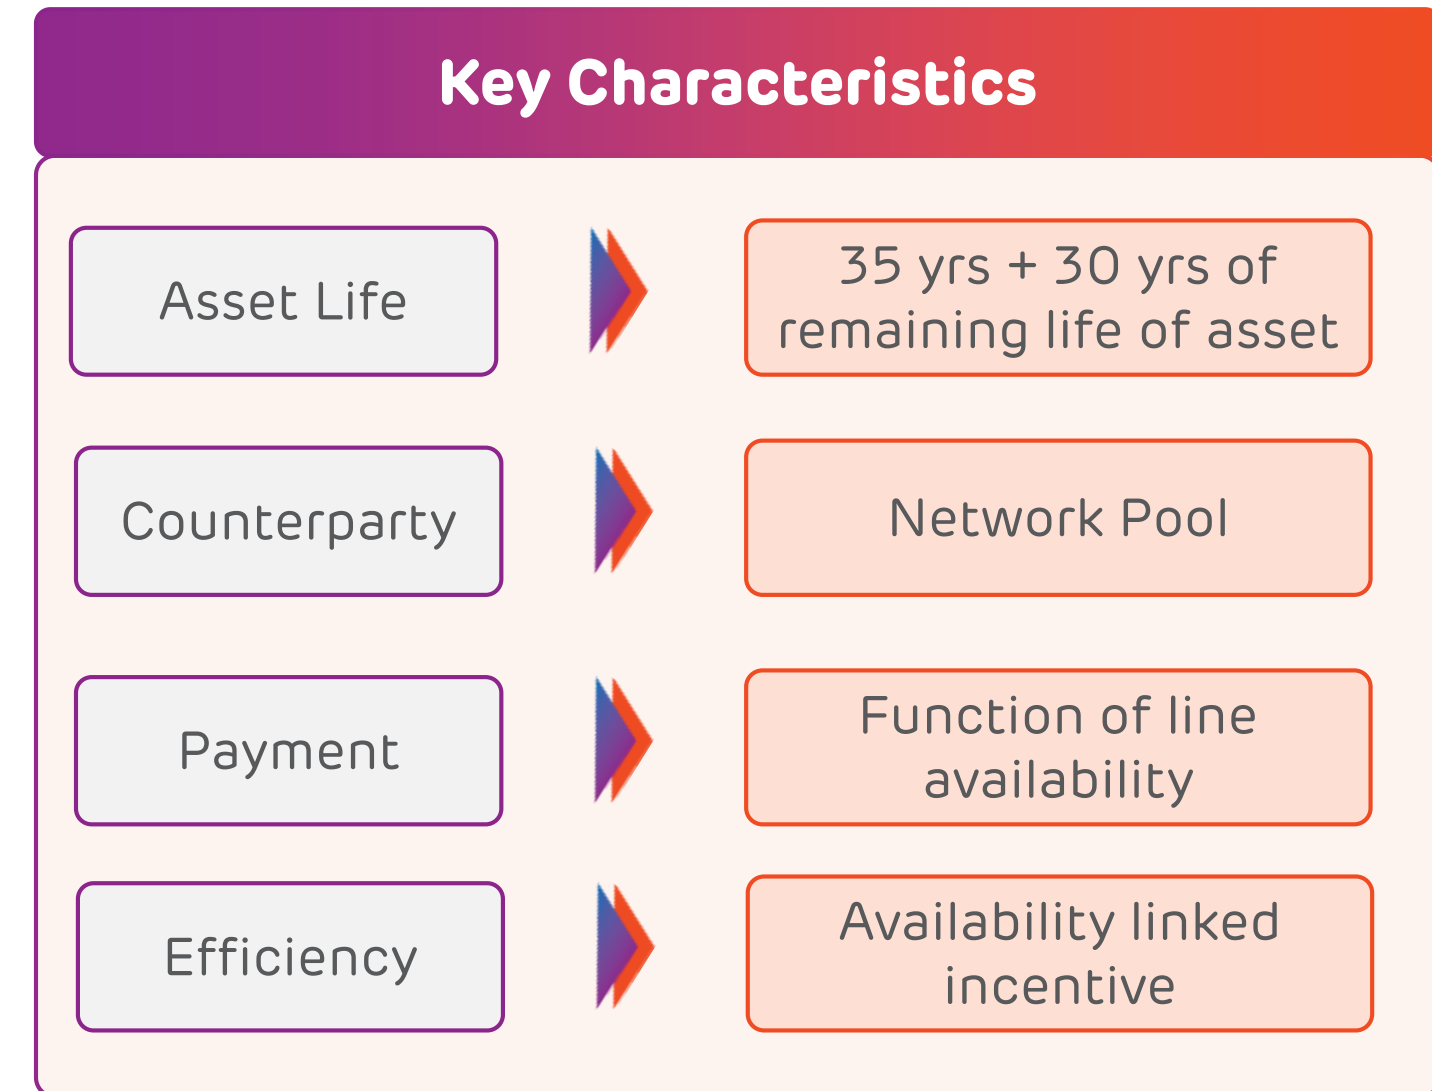 Key Characteristics
Asset Life
35 yrs + 30 yrs of
remaining life of asset
Counterparty
Network Pool
Payment
Function of line
availability
Efficiency
Availability linked
incentive